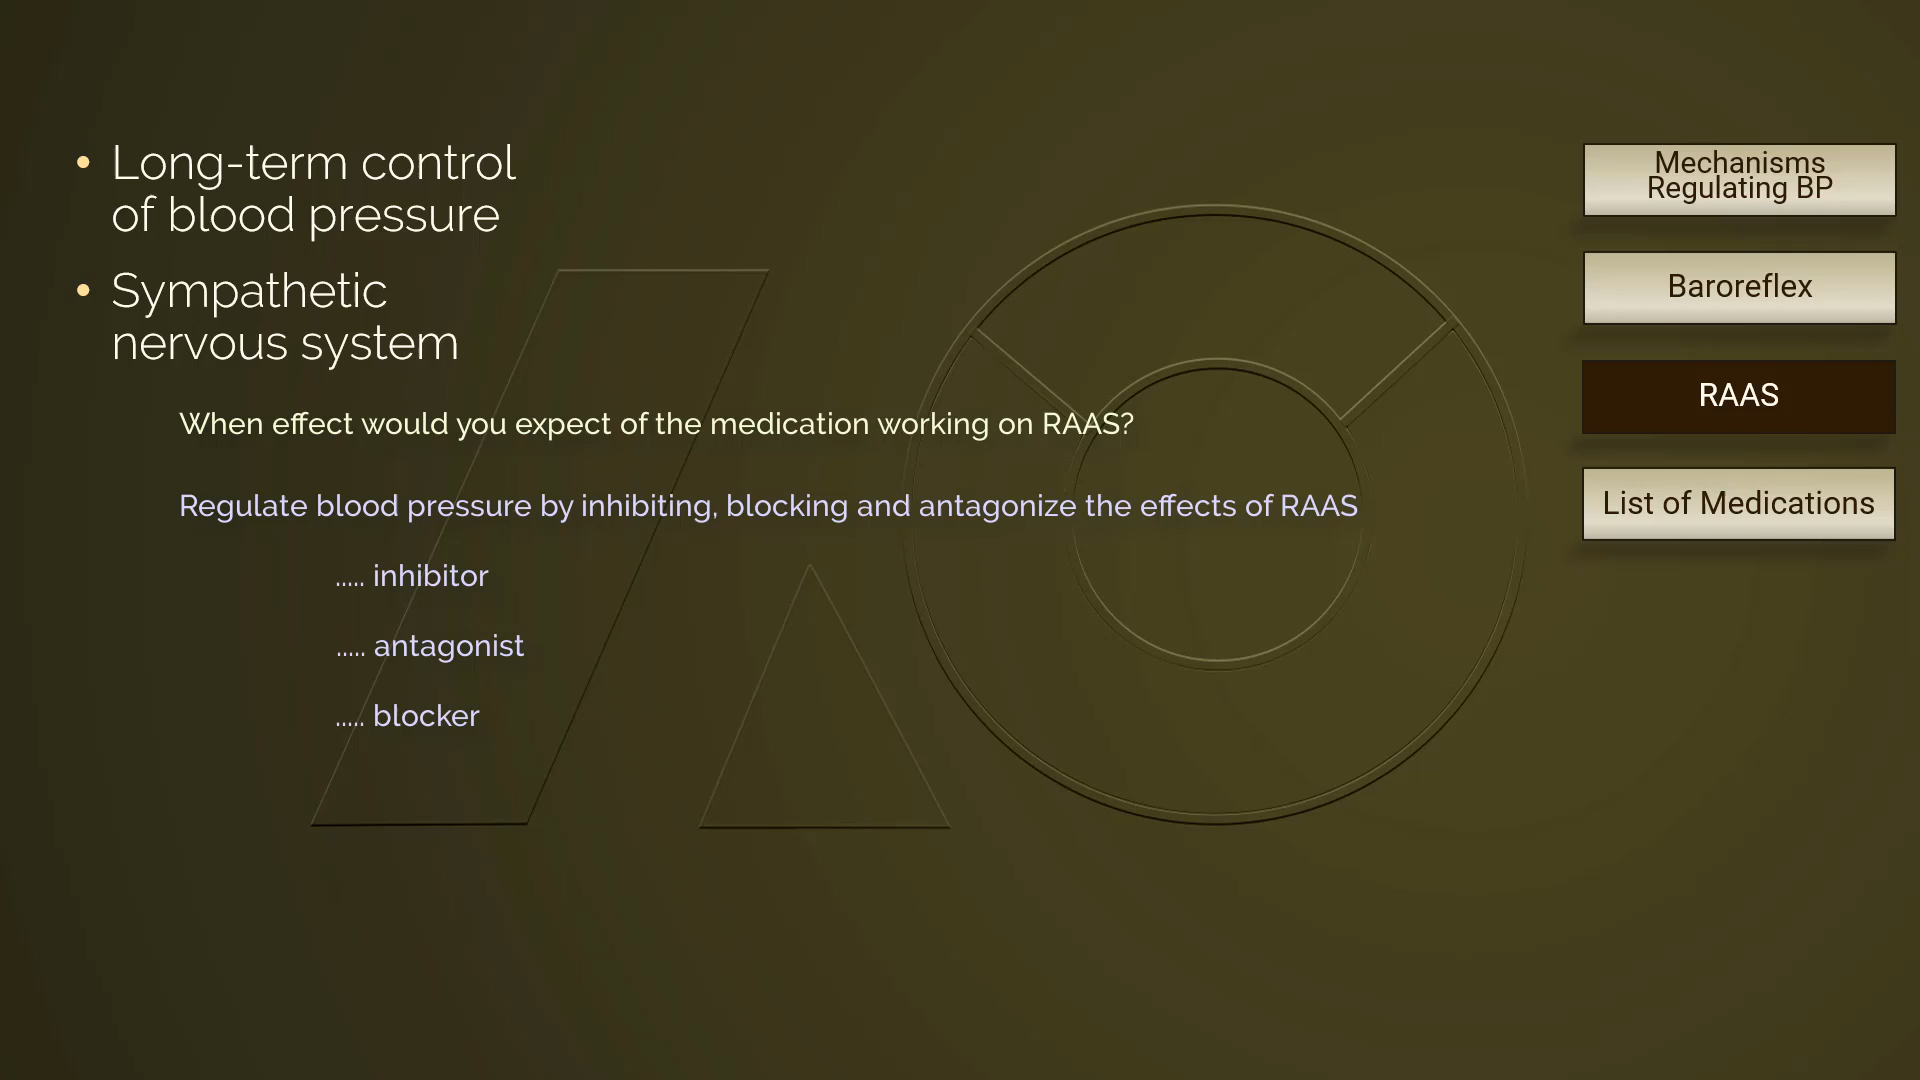 • Long-term control
of blood pressure
• Sympathetic
nervous system
When effect would you expect of the medication working on RAAS?
Regulate blood pressure by inhibiting, blocking and antagonize the effects of RAAS
..... inhibitor
..... antagonist
..... blocker
Mechanisms
Regulating BP
Baroreflex
RAAS
List of Medications